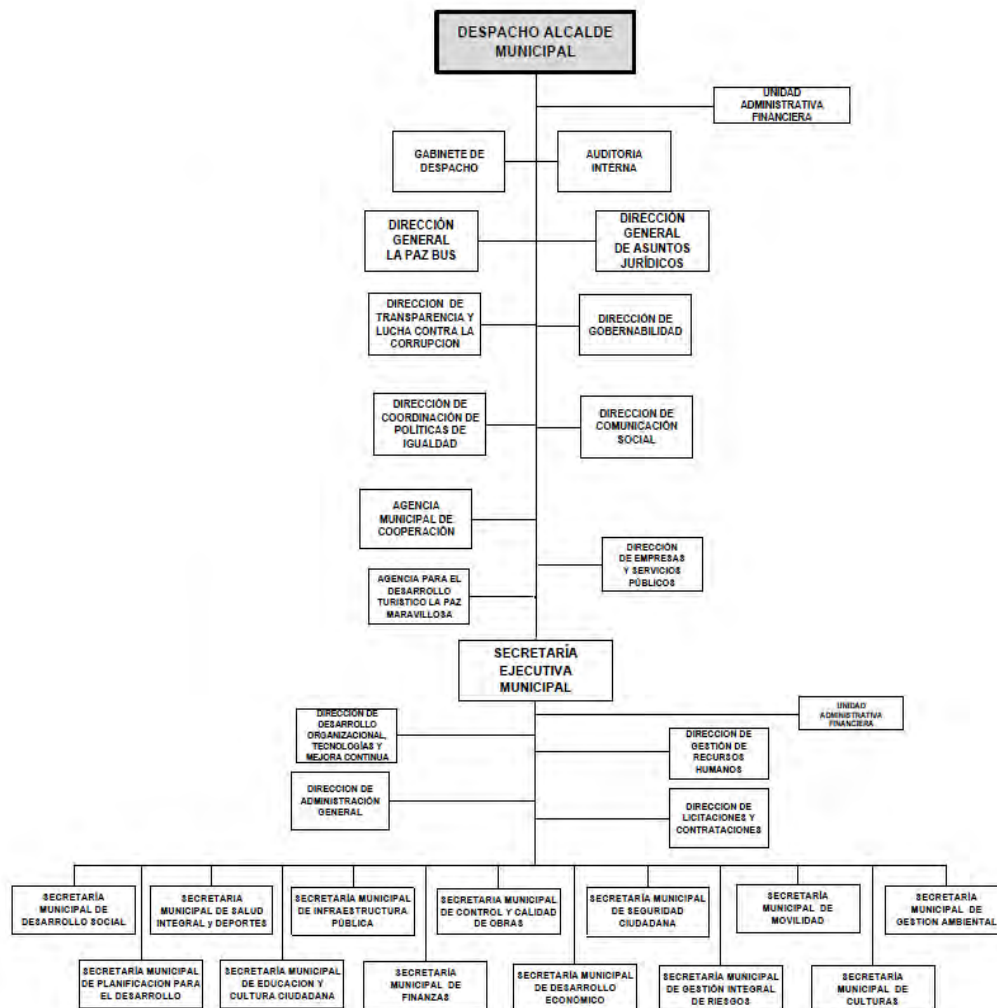 DESPACHO ALCALDE
MUNICIPAL
UNIDAD
ADMINISTRATIVA
FINANCIERA
GABINETE DE
DESPACHO
AUDITORIA
INTERNA
DIRECCIÓN
GENERAL
LA PAZ BUS
DIRECCIÓN
GENERAL
DE ASUNTOS
JURÍDICOS
DIRECCION DE
TRANSPARENCIA Y
LUCHA CONTRA LA
CORRUPCION
DIRECCIÓN DE
GOBERNABILIDAD
DIRECCIÓN DE
COORDINACIÓN DE
POLÍTICAS DE
IGUALDAD
DIRECCION DE
COMUNICACIÓN
SOCIAL
AGENCIA
MUNICIPAL DE
COOPERACIÓN
DIRECCIÓN
DE EMPRESAS
Y SERVICIOS
PÚBLICOS
AGENCIA PARA EL
DESARROLLO
TURISTICO LA PAZ
MARAVILLOSA
SECRETARÍA
EJECUTIVA
MUNICIPAL
UNIDAD
ADMINISTRATIVA
FINANCIERA
DIRECCION DE
DESARROLLO
ORGANIZACIONAL,
TECNOLOGÍAS Y
MEJORA CONTINUA
DIRECCION DE
GESTIÓN DE
RECURSOS
HUMANOS
DIRECCION DE
ADMINISTRACIÓN
GENERAL
DIRECCION DE
LICITACIONES Y
CONTRATACIONES
SECRETARÍA
MUNICIPAL DE
DESARROLLO SOCIAL
SECRETARIA
MUNICIPAL DE SALUD
INTEGRAL y DEPORTES
SECRETARÍA MUNICIPAL
DE INFRAESTRUCTURA
PÚBLICA
SECRETARIA MUNICIPAL
DE CONTROL Y CALIDAD
DE OBRAS
SECRETARÍA MUNICIPAL
DE SEGURIDAD
CIUDADANA
SECRETARÍA
MUNICIPAL DE
MOVILIDAD
SECRETARÍA
MUNICIPAL DE
GESTION AMBIENTAL
SECRETARÍA MUNICIPAL
DE PLANIFICACION PARA
EL DESARROLLO
SECRETARÍA MUNICIPAL
DE EDUCACION Y
CULTURA CIUDADANA
SECRETARÍA
MUNICIPAL DE
FINANZAS
SECRETARÍA MUNICIPAL
DE DESARROLLO
ECONÓMICO
SECRETARÍA MUNICIPAL
DE GESTIÓN INTEGRAL
DE RIESGOS
SECRETARÍA
MUNICIPAL DE
CULTURAS